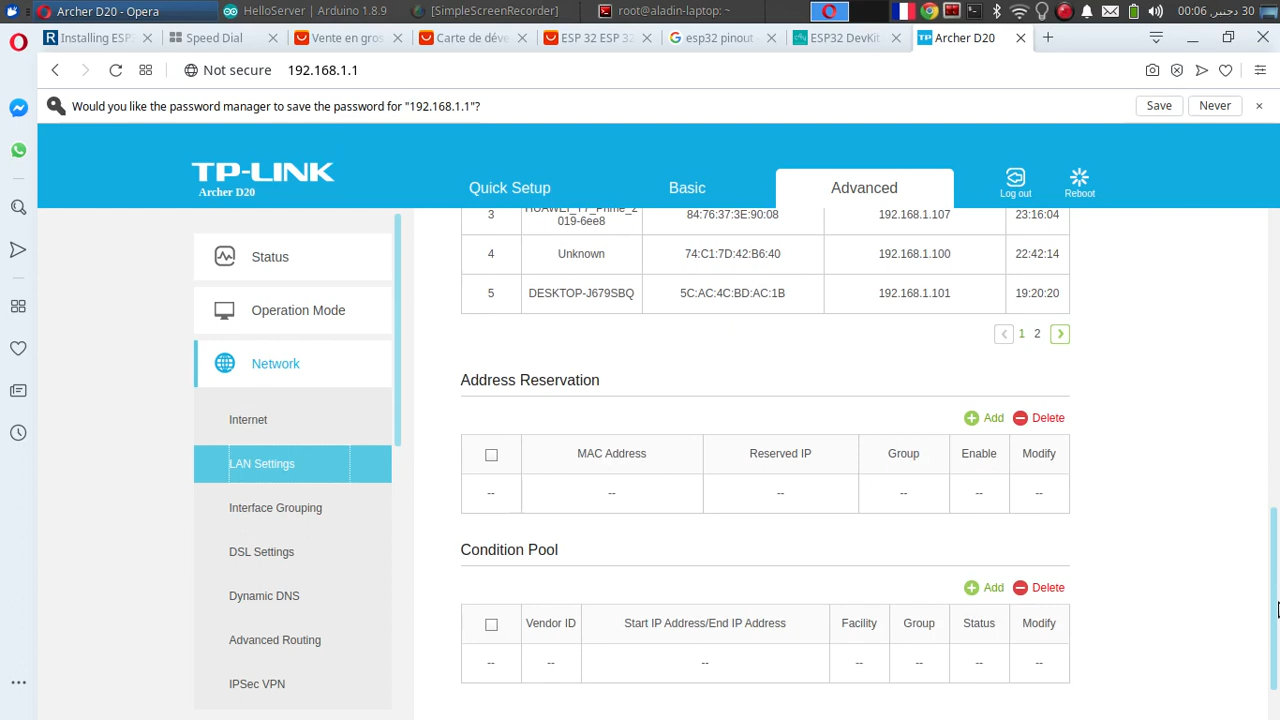 Archer D20 - Opera
HelloServer | Arduino 1.8.9
[SimpleScreenRecorder]
root@aladin-lapto: ~
30 دجنبر, 00:06
Installing ESP
Speed Dial
Vente en gros
Carte de déve
ESP 32 ESP 32
esp32 pinout
ESP32 DevKit
Archer D20
Not secure
192.168.1.1
Would you like the password manager to save the password for "192.168.1.1"?
Save
Never
TP-LINK
Archer D20
Quick Setup
Basic
Advanced
Log out
Reboot
Status
Operation Mode
Network
Internet
LAN Settings
Interface Grouping
DSL Settings
Dynamic DNS
Advanced Routing
IPSec VPN
3 HUAWEI_Y7_Prime_2 84:76:37:3E:90:08 192.168.1.107 23:16:04
019-6ee8
4 Unknown 74:C1:7D:42:B6:40 192.168.1.100 22:42:14
5 DESKTOP-J679SBQ 5C:AC:4C:BD:AC:1B 192.168.1.101 19:20:20
1 2
Address Reservation
Add Delete
MAC Address Reserved IP Group Enable Modify
-- -- -- -- -- --
Condition Pool
Add Delete
Vendor ID Start IP Address/End IP Address Facility Group Status Modify
-- -- -- -- -- -- --